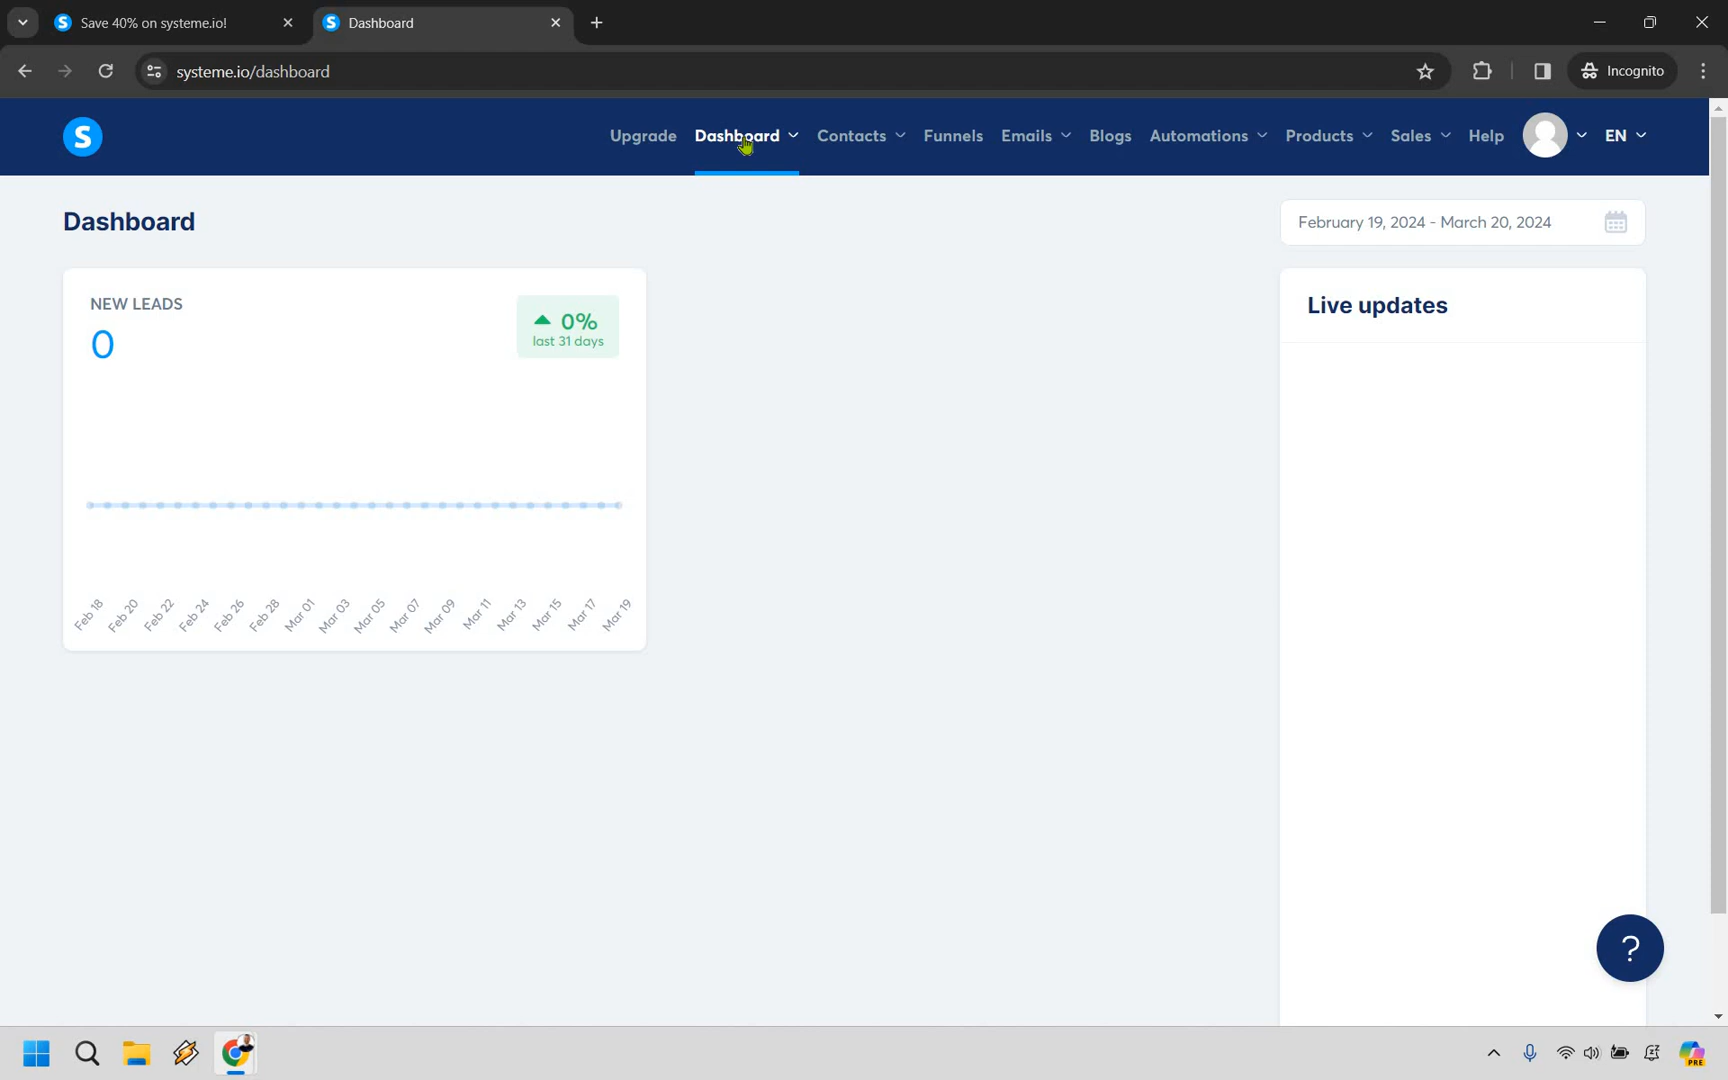 Save 40% on systeme.io!
Dashboard
systeme.io/dashboard
Incognito
S
Upgrade Dashboard Contacts Funnels Emails Blogs Automations Products Sales Help EN
Dashboard
February 19, 2024 - March 20, 2024
NEW LEADS
0
0%
last 31 days
Live updates
Feb 18 Feb 20 Feb 22 Feb 24 Feb 26 Feb 28 Mar 01 Mar 03 Mar 05 Mar 07 Mar 09 Mar 11 Mar 13 Mar 15 Mar 17 Mar 19
?
PRE